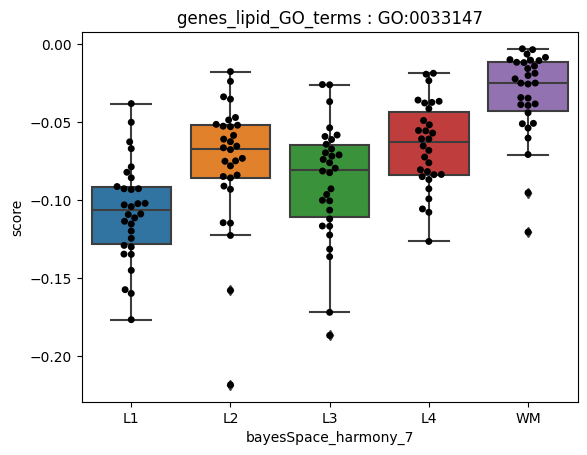 genes_lipid_GO_terms : GO:0033147
0.00
−0.05
−0.10
−0.15
−0.20
score
L1 L2 L3 L4 WM
bayesSpace_harmony_7